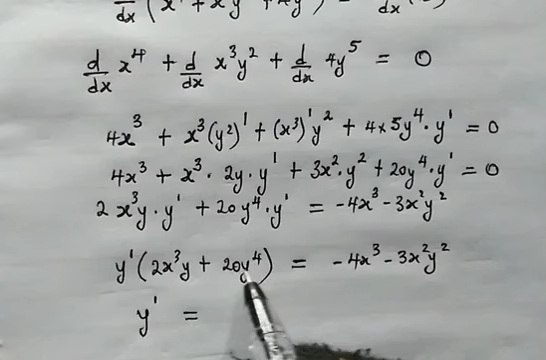 d/dx x⁴ + d/dx x³y² + d/dx 4y⁵ = 0
4x³ + x³(y²)' + (x³)'y² + 4×5y⁴·y' = 0
4x³ + x³·2y·y' + 3x²·y² + 20y⁴·y' = 0
2x³y·y' + 20y⁴·y' = -4x³ - 3x²y²
y'(2x³y + 20y⁴) = -4x³ - 3x²y²
y' =